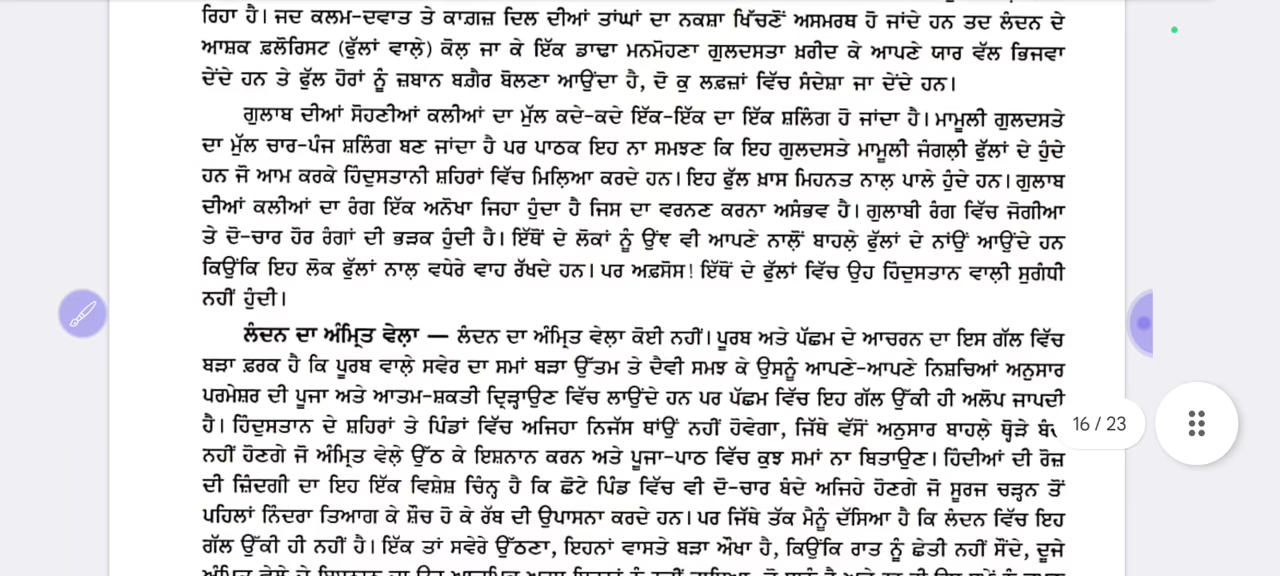 ਰਿਹਾ ਹੈ। ਜਦ ਕਲਮ-ਦਵਾਤ ਤੇ ਕਾਗ਼ਜ਼ ਦਿਲ ਦੀਆਂ ਤਾਂਘਾਂ ਦਾ ਨਕਸ਼ਾ ਖਿੱਚਣੋਂ ਅਸਮਰਥ ਹੋ ਜਾਂਦੇ ਹਨ ਤਦ ਲੰਦਨ ਦੇ
ਆਸ਼ਕ ਫ਼ਲੋਰਿਸਟ (ਫੁੱਲਾਂ ਵਾਲ਼ੇ) ਕੋਲ਼ ਜਾ ਕੇ ਇੱਕ ਡਾਢਾ ਮਨਮੋਹਣਾ ਗੁਲਦਸਤਾ ਖ਼ਰੀਦ ਕੇ ਆਪਣੇ ਯਾਰ ਵੱਲ ਭਿਜਵਾ
ਦੇਂਦੇ ਹਨ ਤੇ ਫੁੱਲ ਹੋਰਾਂ ਨੂੰ ਜ਼ਬਾਨ ਬਗ਼ੈਰ ਬੋਲਣਾ ਆਉਂਦਾ ਹੈ, ਦੋ ਕੁ ਲਫ਼ਜ਼ਾਂ ਵਿੱਚ ਸੰਦੇਸ਼ਾ ਜਾ ਦੇਂਦੇ ਹਨ।
ਗੁਲਾਬ ਦੀਆਂ ਸੋਹਣੀਆਂ ਕਲੀਆਂ ਦਾ ਮੁੱਲ ਕਦੇ-ਕਦੇ ਇੱਕ-ਇੱਕ ਦਾ ਇੱਕ ਸ਼ਲਿੰਗ ਹੋ ਜਾਂਦਾ ਹੈ। ਮਾਮੂਲੀ ਗੁਲਦਸਤੇ
ਦਾ ਮੁੱਲ ਚਾਰ-ਪੰਜ ਸ਼ਲਿੰਗ ਬਣ ਜਾਂਦਾ ਹੈ ਪਰ ਪਾਠਕ ਇਹ ਨਾ ਸਮਝਣ ਕਿ ਇਹ ਗੁਲਦਸਤੇ ਮਾਮੂਲੀ ਜੰਗਲ਼ੀ ਫੁੱਲਾਂ ਦੇ ਹੁੰਦੇ
ਹਨ ਜੋ ਆਮ ਕਰਕੇ ਹਿੰਦੁਸਤਾਨੀ ਸ਼ਹਿਰਾਂ ਵਿੱਚ ਮਿਲ਼ਿਆ ਕਰਦੇ ਹਨ। ਇਹ ਫੁੱਲ ਖ਼ਾਸ ਮਿਹਨਤ ਨਾਲ਼ ਪਾਲੇ ਹੁੰਦੇ ਹਨ। ਗੁਲਾਬ
ਦੀਆਂ ਕਲੀਆਂ ਦਾ ਰੰਗ ਇੱਕ ਅਨੋਖਾ ਜਿਹਾ ਹੁੰਦਾ ਹੈ ਜਿਸ ਦਾ ਵਰਨਣ ਕਰਨਾ ਅਸੰਭਵ ਹੈ। ਗੁਲਾਬੀ ਰੰਗ ਵਿੱਚ ਜੋਗੀਆ
ਤੇ ਦੋ-ਚਾਰ ਹੋਰ ਰੰਗਾਂ ਦੀ ਭੜਕ ਹੁੰਦੀ ਹੈ। ਇੱਥੋਂ ਦੇ ਲੋਕਾਂ ਨੂੰ ਉਂਞ ਵੀ ਆਪਣੇ ਨਾਲ਼ੋਂ ਬਾਹਲ਼ੇ ਫੁੱਲਾਂ ਦੇ ਨਾਂਉਂ ਆਉਂਦੇ ਹਨ
ਕਿਉਂਕਿ ਇਹ ਲੋਕ ਫੁੱਲਾਂ ਨਾਲ਼ ਵਧੇਰੇ ਵਾਹ ਰੱਖਦੇ ਹਨ। ਪਰ ਅਫ਼ਸੋਸ! ਇੱਥੋਂ ਦੇ ਫੁੱਲਾਂ ਵਿੱਚ ਉਹ ਹਿੰਦੁਸਤਾਨ ਵਾਲ਼ੀ ਸੁਗੰਧੀ
ਨਹੀਂ ਹੁੰਦੀ।
ਲੰਦਨ ਦਾ ਅੰਮ੍ਰਿਤ ਵੇਲ਼ਾ — ਲੰਦਨ ਦਾ ਅੰਮ੍ਰਿਤ ਵੇਲ਼ਾ ਕੋਈ ਨਹੀਂ। ਪੂਰਬ ਅਤੇ ਪੱਛਮ ਦੇ ਆਚਰਨ ਦਾ ਇਸ ਗੱਲ ਵਿੱਚ
ਬੜਾ ਫ਼ਰਕ ਹੈ ਕਿ ਪੂਰਬ ਵਾਲ਼ੇ ਸਵੇਰ ਦਾ ਸਮਾਂ ਬੜਾ ਉੱਤਮ ਤੇ ਦੈਵੀ ਸਮਝ ਕੇ ਉਸਨੂੰ ਆਪਣੇ-ਆਪਣੇ ਨਿਸ਼ਚਿਆਂ ਅਨੁਸਾਰ
ਪਰਮੇਸ਼ਰ ਦੀ ਪੂਜਾ ਅਤੇ ਆਤਮ-ਸ਼ਕਤੀ ਦ੍ਰਿੜ੍ਹਾਉਣ ਵਿੱਚ ਲਾਉਂਦੇ ਹਨ ਪਰ ਪੱਛਮ ਵਿੱਚ ਇਹ ਗੱਲ ਉੱਕੀ ਹੀ ਅਲੋਪ ਜਾਪਦੀ
ਹੈ। ਹਿੰਦੁਸਤਾਨ ਦੇ ਸ਼ਹਿਰਾਂ ਤੇ ਪਿੰਡਾਂ ਵਿੱਚ ਅਜਿਹਾ ਨਿਜੱਸ ਥਾਂਉਂ ਨਹੀਂ ਹੋਵੇਗਾ, ਜਿੱਥੇ ਵੱਸੋਂ ਅਨੁਸਾਰ ਬਾਹਲ਼ੇ ਥੋੜੇ 16 / 23
ਨਹੀਂ ਹੋਣਗੇ ਜੋ ਅੰਮ੍ਰਿਤ ਵੇਲ਼ੇ ਉੱਠ ਕੇ ਇਸ਼ਨਾਨ ਕਰਨ ਅਤੇ ਪੂਜਾ-ਪਾਠ ਵਿੱਚ ਕੁਝ ਸਮਾਂ ਨਾ ਬਿਤਾਉਣ। ਹਿੰਦੀਆਂ ਦੀ ਰੋਜ਼
ਦੀ ਜ਼ਿੰਦਗੀ ਦਾ ਇਹ ਇੱਕ ਵਿਸ਼ੇਸ਼ ਚਿੰਨ੍ਹ ਹੈ ਕਿ ਛੋਟੇ ਪਿੰਡ ਵਿੱਚ ਵੀ ਦੋ-ਚਾਰ ਬੰਦੇ ਅਜਿਹੇ ਹੋਣਗੇ ਜੋ ਸੂਰਜ ਚੜ੍ਹਨ ਤੋਂ
ਪਹਿਲਾਂ ਨਿੰਦਰਾ ਤਿਆਗ ਕੇ ਸ਼ੌਚ ਹੋ ਕੇ ਰੱਬ ਦੀ ਉਪਾਸਨਾ ਕਰਦੇ ਹਨ। ਪਰ ਜਿੱਥੇ ਤੱਕ ਮੈਨੂੰ ਦੱਸਿਆ ਹੈ ਕਿ ਲੰਦਨ ਵਿੱਚ ਇਹ
ਗੱਲ ਉੱਕੀ ਹੀ ਨਹੀਂ ਹੈ। ਇੱਕ ਤਾਂ ਸਵੇਰੇ ਉੱਠਣਾ, ਇਹਨਾਂ ਵਾਸਤੇ ਬੜਾ ਔਖਾ ਹੈ, ਕਿਉਂਕਿ ਰਾਤ ਨੂੰ ਛੇਤੀ ਨਹੀਂ ਸੌਂਦੇ, ਦੂਜੇ